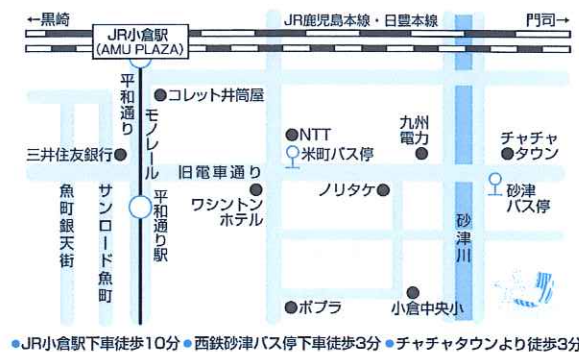 ←黒崎
JR鹿児島本線・日豊本線
門司→
JR小倉駅
(AMU PLAZA)
平和通り
モノレール
コレット井筒屋
NTT
米町バス停
九州
電力
チャチャ
タウン
三井住友銀行
旧電車通り
魚町銀天街
サンロード魚町
平和通り駅
ワシントン
ホテル
ノリタケ
砂津
バス停
砂津川
ポプラ
小倉中央小
●JR小倉駅下車徒歩10分 ●西鉄砂津バス停下車徒歩3分 ●チャチャタウンより徒歩3分